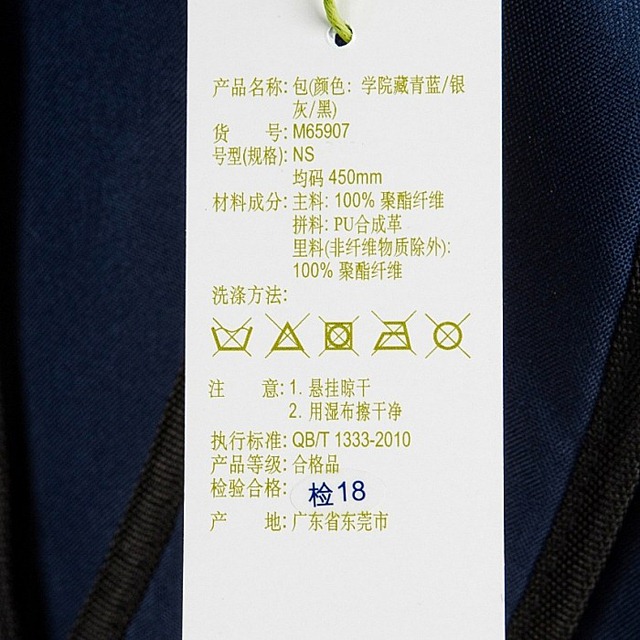 产品名称: 包(颜色: 学院藏青蓝/银
灰/黑)
货 号: M65907
号型(规格): NS
均码 450mm
材料成分: 主料: 100% 聚酯纤维
拼料: PU合成革
里料(非纤维物质除外):
100% 聚酯纤维
洗涤方法:
注 意: 1. 悬挂晾干
2. 用湿布擦干净
执行标准: QB/T 1333-2010
产品等级: 合格品
检验合格: 检18
产 地: 广东省东莞市